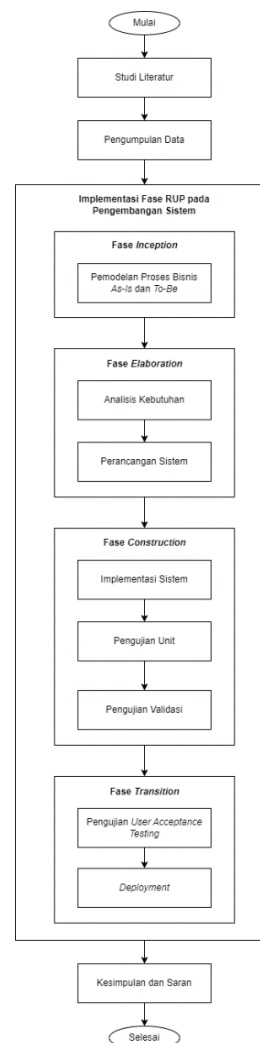 Mulai
Studi Literatur
Pengumpulan Data
Implementasi Fase RUP pada
Pengembangan Sistem
Fase Inception
Pemodelan Proses Bisnis
As-Is dan To-Be
Fase Elaboration
Analisis Kebutuhan
Perancangan Sistem
Fase Construction
Implementasi Sistem
Pengujian Unit
Pengujian Validasi
Fase Transition
Pengujian User Acceptance
Testing
Deployment
Kesimpulan dan Saran
Selesai